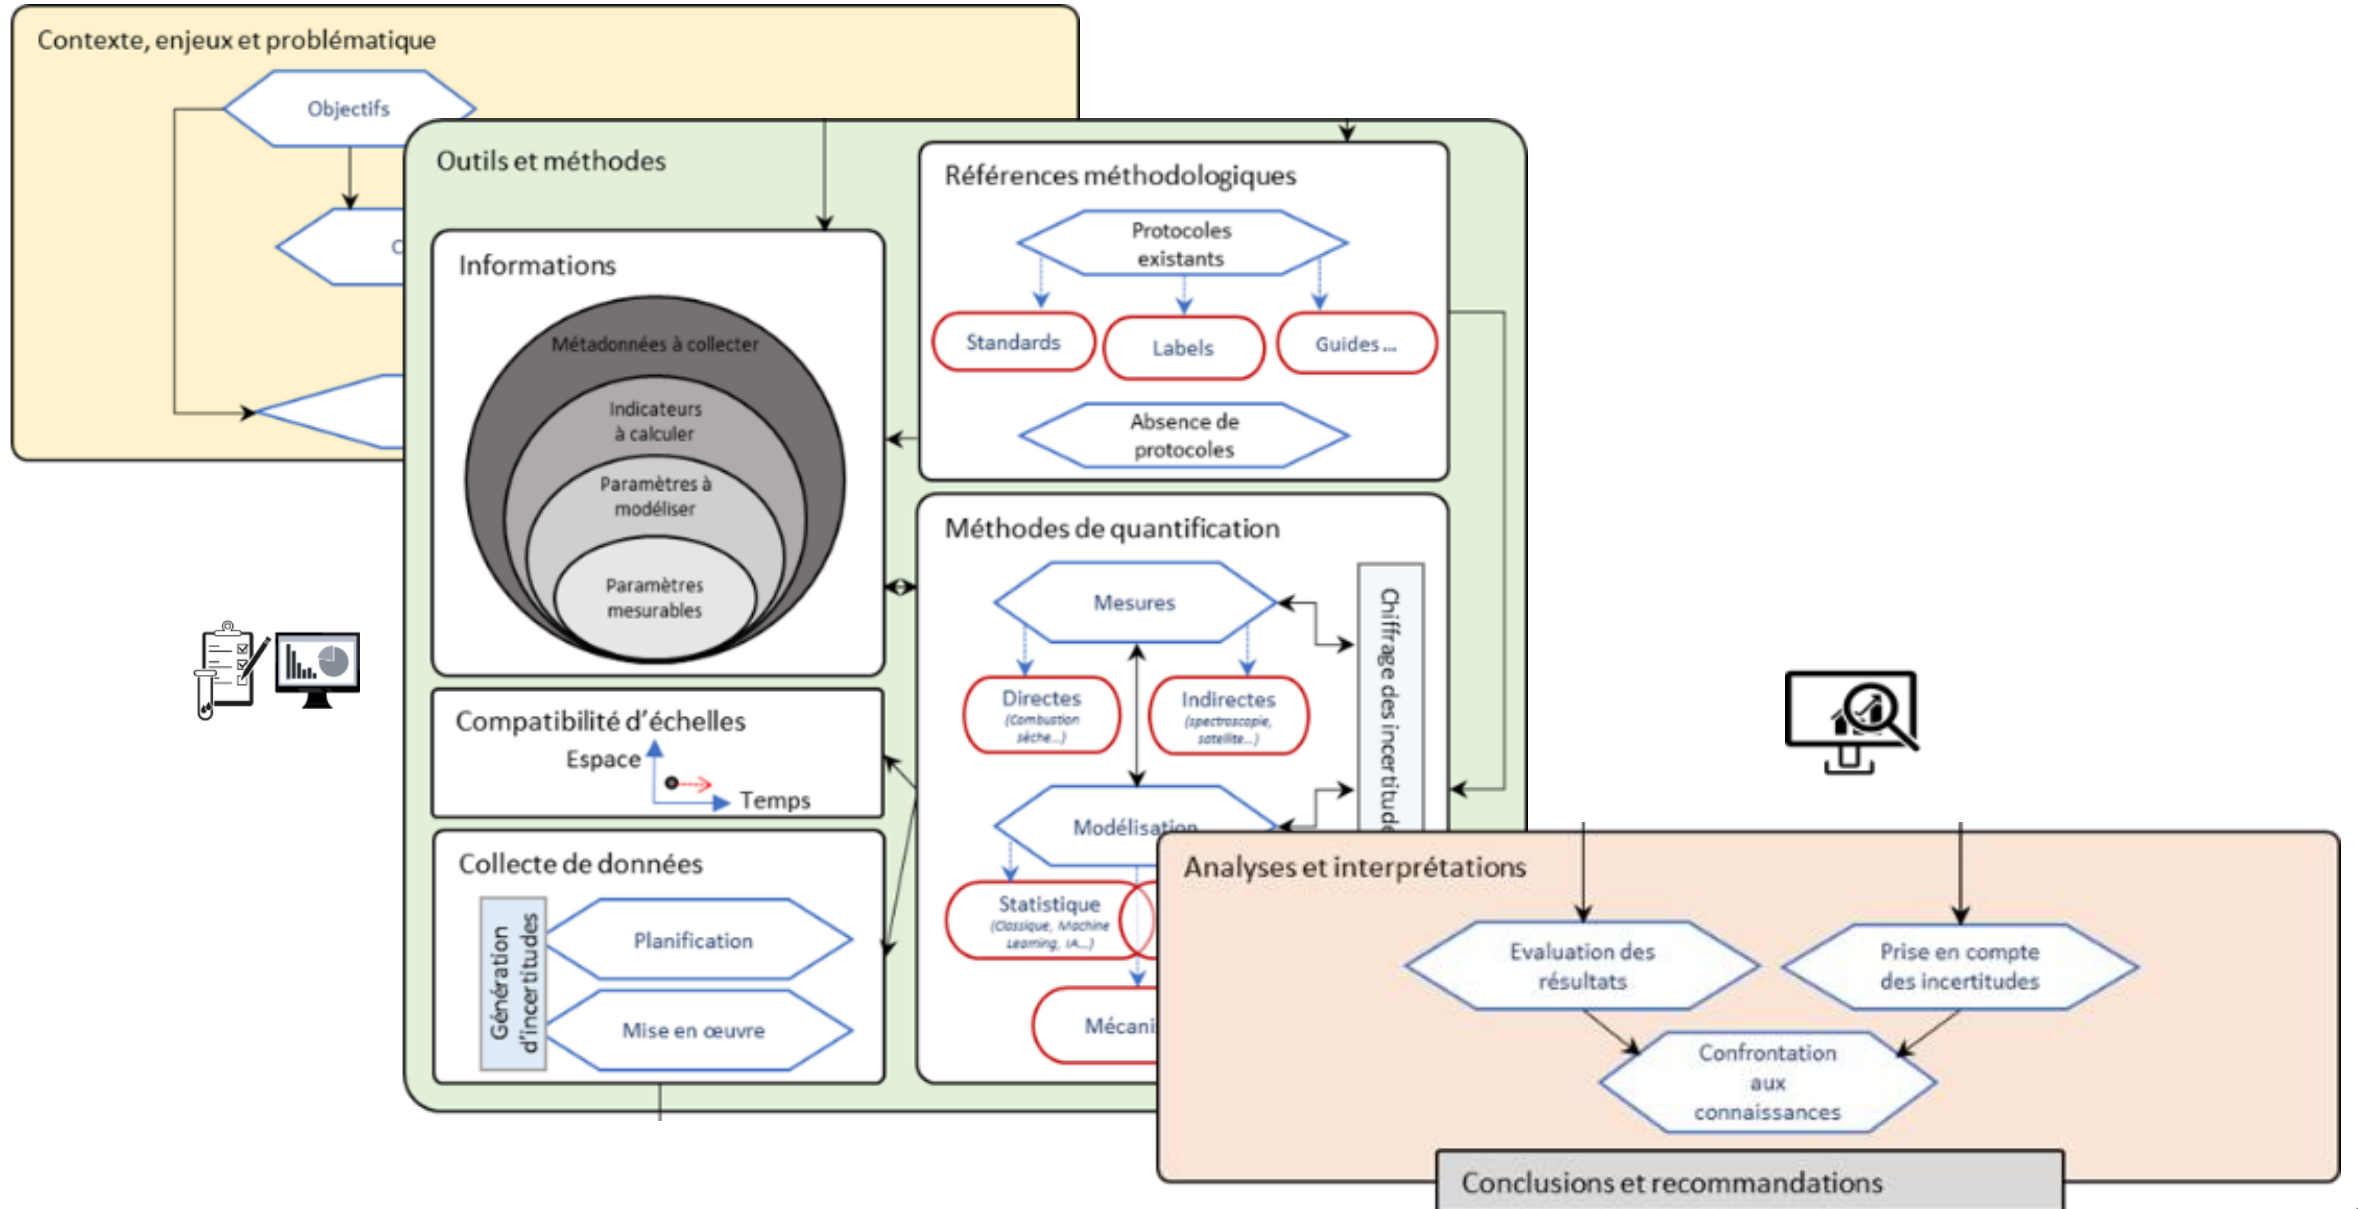 Contexte, enjeux et problématique
Objectifs
C
Outils et méthodes
Informations
Métadonnées à collecter
Indicateurs
à calculer
Paramètres à
modéliser
Paramètres
mesurables
Compatibilité d'échelles
Espace
Temps
Collecte de données
Génération
d'incertitudes
Planification
Mise en œuvre
Références méthodologiques
Protocoles
existants
Standards
Labels
Guides ...
Absence de
protocoles
Méthodes de quantification
Mesures
Directes
(Combustion
sèche...)
Indirectes
(spectroscopie,
satellite...)
Chiffrage des incertitude
Modélisation
Statistique
(Classique, Machine
Learning, IA...)
Mécani
Analyses et interprétations
Evaluation des
résultats
Prise en compte
des incertitudes
Confrontation
aux
connaissances
Conclusions et recommandations